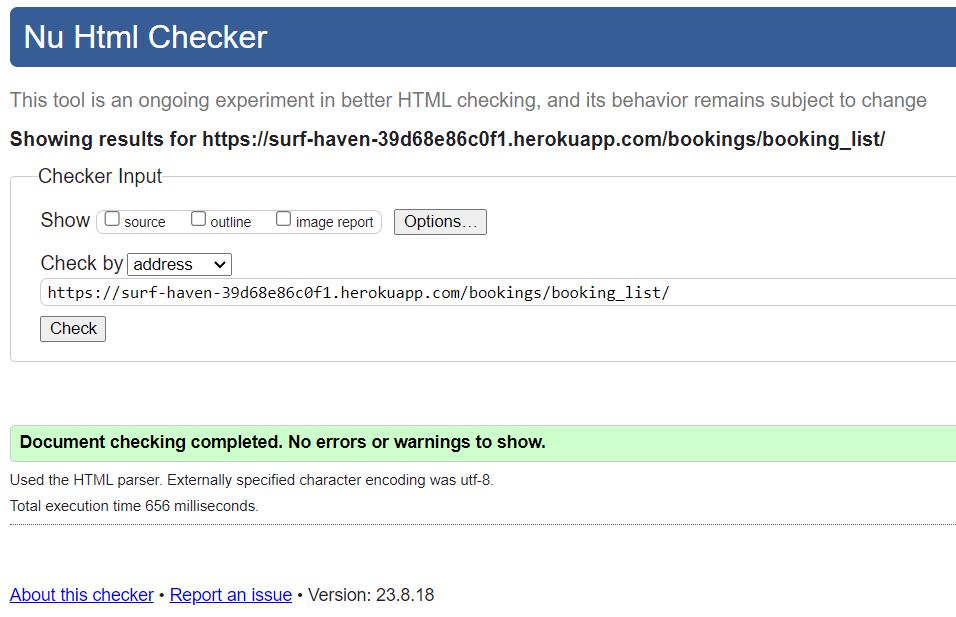 Nu Html Checker
This tool is an ongoing experiment in better HTML checking, and its behavior remains subject to change
Showing results for https://surf-haven-39d68e86c0f1.herokuapp.com/bookings/booking_list/
Checker Input
Show source outline image report Options...
Check by address
https://surf-haven-39d68e86c0f1.herokuapp.com/bookings/booking_list/
Check
Document checking completed. No errors or warnings to show.
Used the HTML parser. Externally specified character encoding was utf-8.
Total execution time 656 milliseconds.
About this checker • Report an issue • Version: 23.8.18